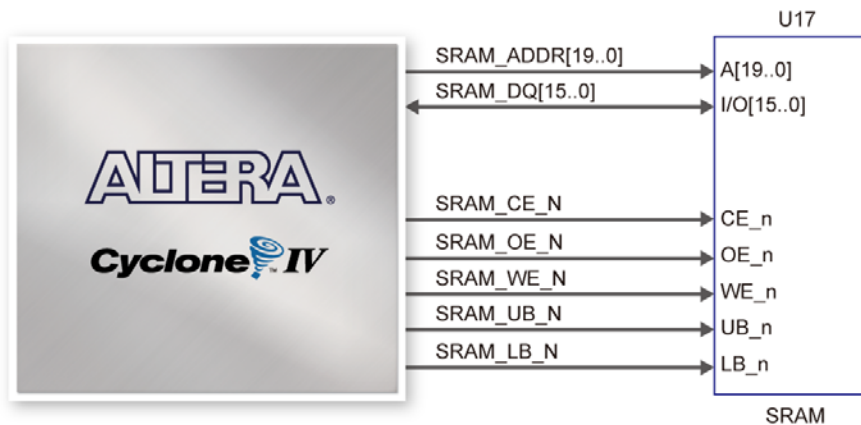 U17
SRAM_ADDR[19..0]
A[19..0]
SRAM_DQ[15..0]
I/O[15..0]
ALTERA®
Cyclone™ IV
SRAM_CE_N
CE_n
SRAM_OE_N
OE_n
SRAM_WE_N
WE_n
SRAM_UB_N
UB_n
SRAM_LB_N
LB_n
SRAM